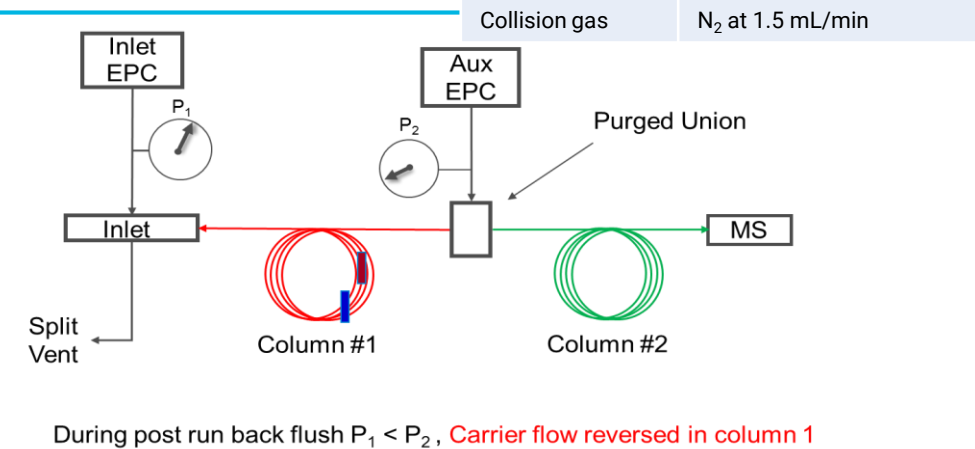 Collision gas
N₂ at 1.5 mL/min
Inlet
EPC
Aux
EPC
P₁
P₂
Purged Union
Inlet
MS
Split
Vent
Column #1
Column #2
During post run back flush P₁ < P₂ , Carrier flow reversed in column 1